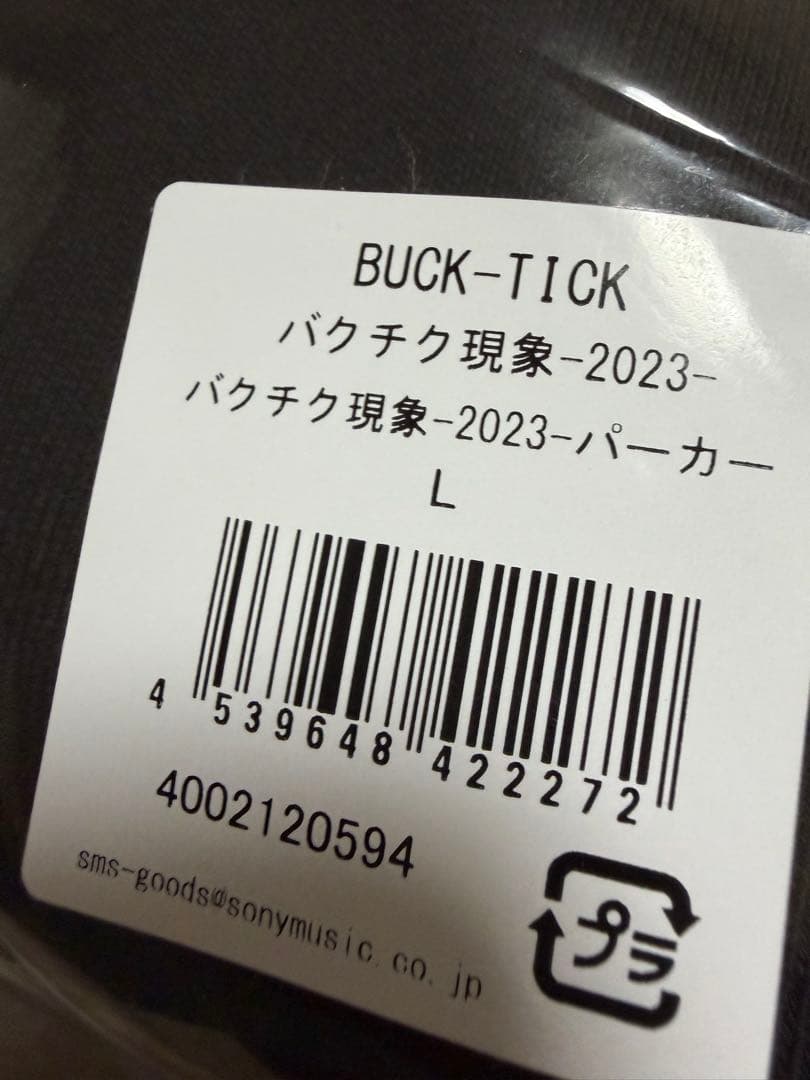 BUCK-TICK
バクチク現象-2023-
バクチク現象-2023-パーカー
L
4 539648 422272
4002120594
sms-goods@sonymusic.co.jp
プラ